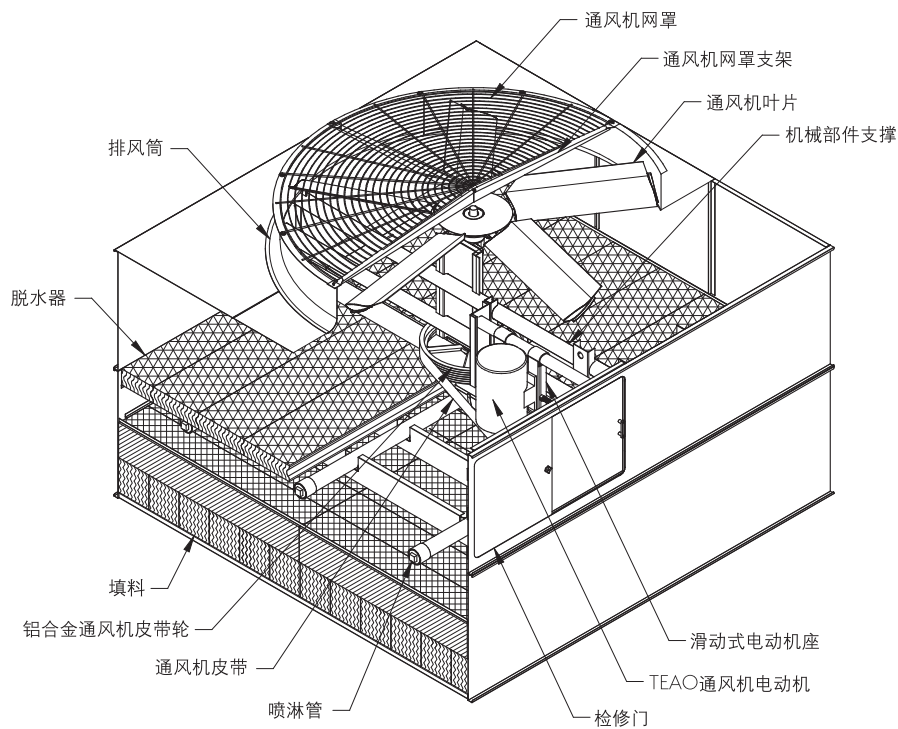 通风机网罩
通风机网罩支架
通风机叶片
机械部件支撑
排风筒
脱水器
填料
铝合金通风机皮带轮
滑动式电动机座
通风机皮带
TEAO通风机电动机
喷淋管
检修门